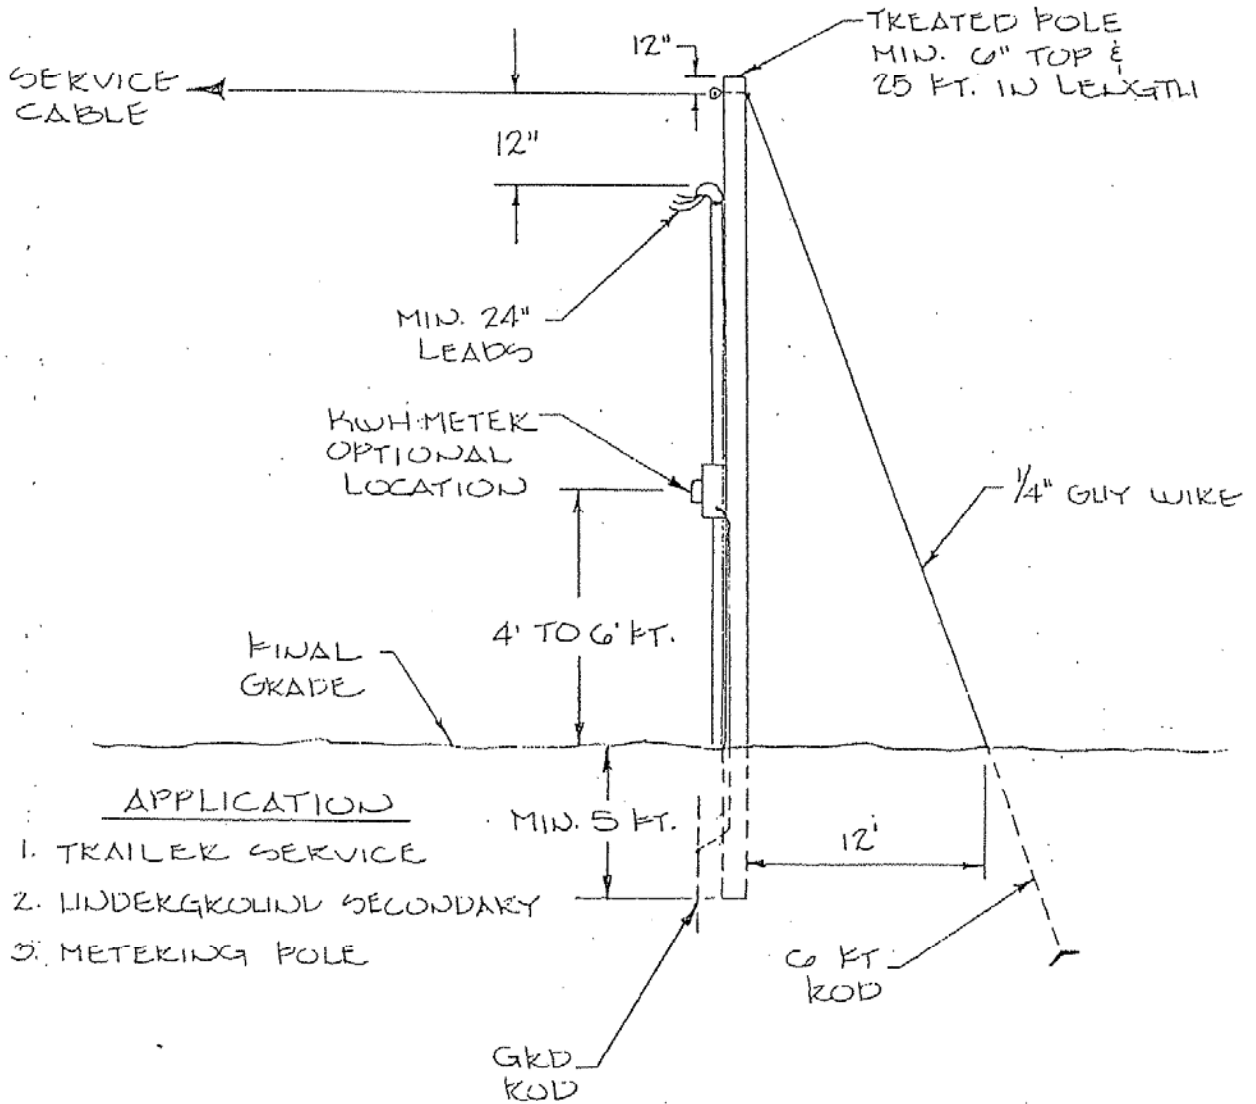 TREATED POLE
MIN. 6" TOP &
25 FT. IN LENGTH
12"
SERVICE
CABLE
12"
MIN. 24"
LEADS
KWH METER
OPTIONAL
LOCATION
1/4" GUY WIRE
4' TO 6' FT.
FINAL
GRADE
APPLICATION
1. TRAILER SERVICE
2. UNDERGROUND SECONDARY
3. METERING POLE
MIN. 5 FT.
12'
6 FT
ROD
GRD
ROD